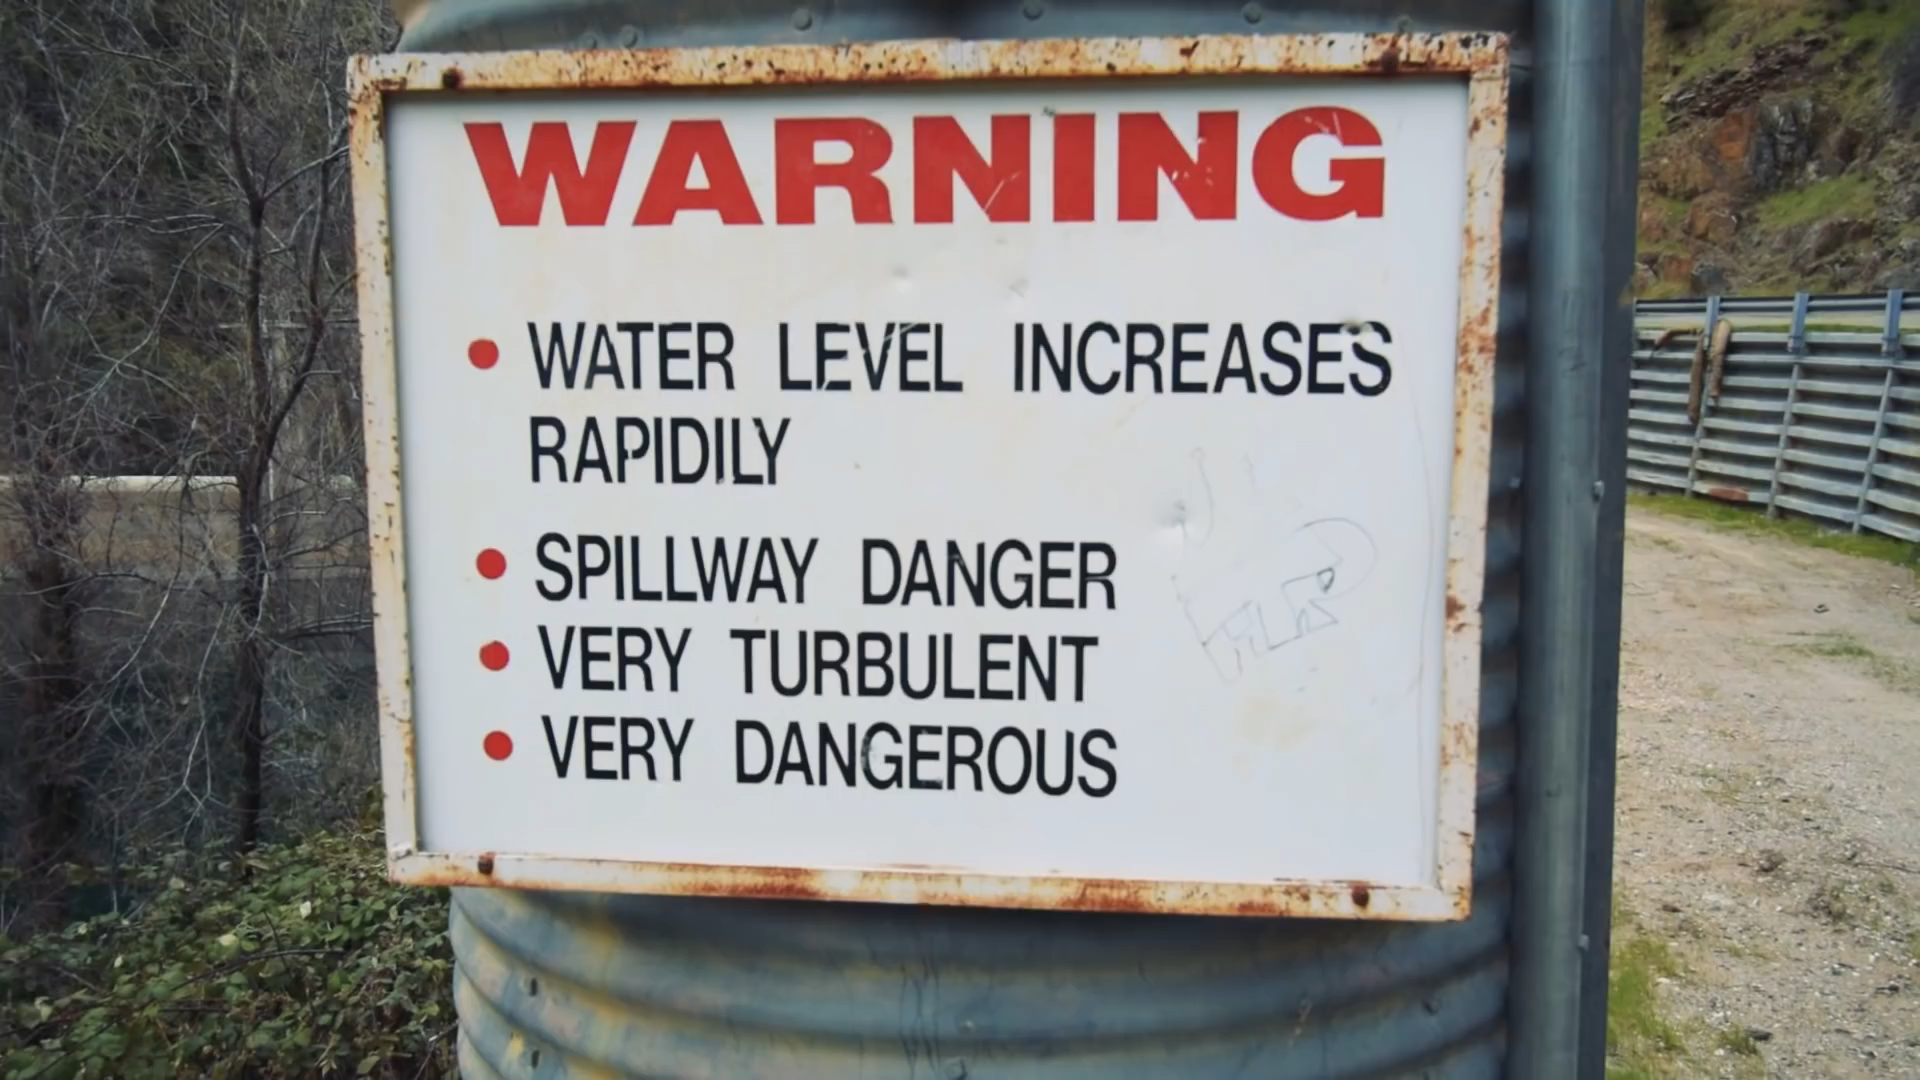 WARNING
• WATER LEVEL INCREASES
RAPIDILY
• SPILLWAY DANGER
• VERY TURBULENT
• VERY DANGEROUS